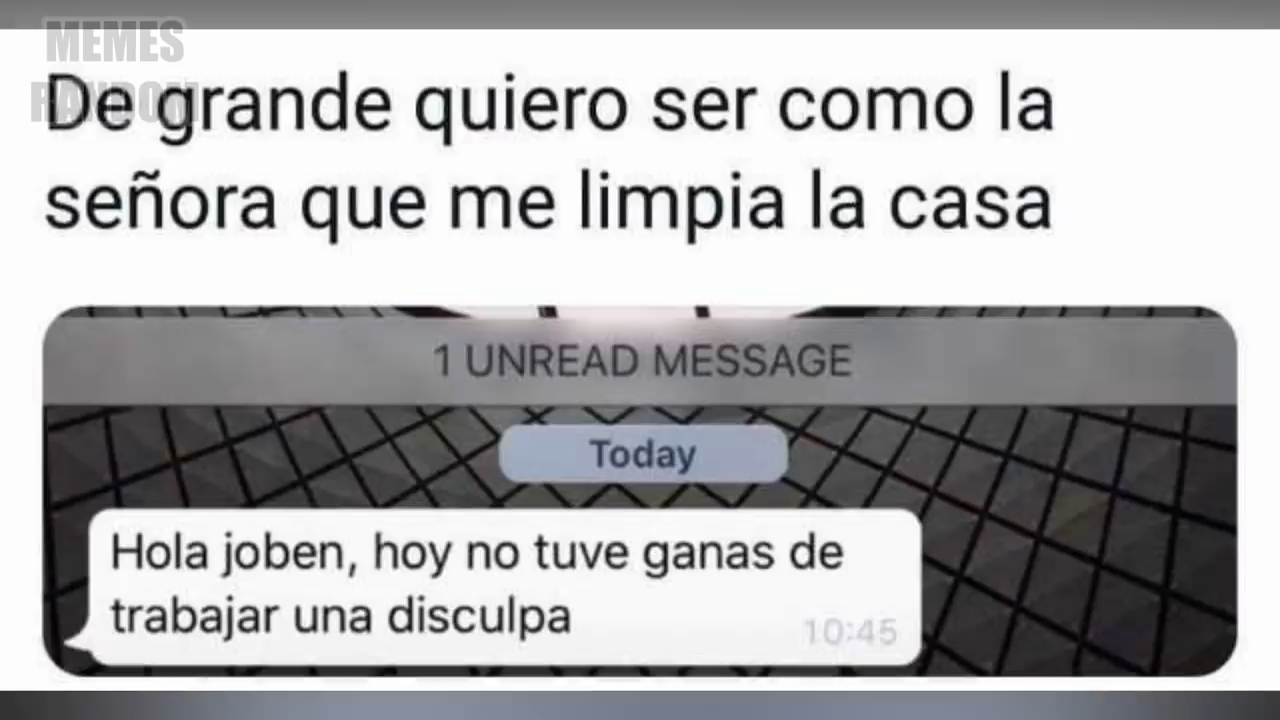 MEMES
RANDOM
De grande quiero ser como la
señora que me limpia la casa
1 UNREAD MESSAGE
Today
Hola joben, hoy no tuve ganas de
trabajar una disculpa
10:45